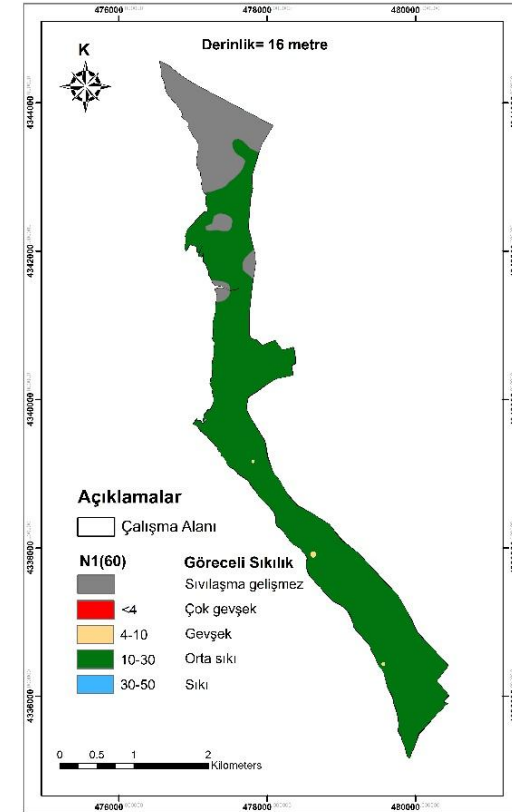 476000 478000 480000
Derinlik= 16 metre
K
4344000
4342000
4340000
4338000
4336000
Açıklamalar
Çalışma Alanı
N1(60) Göreceli Sıkılık
Sıvılaşma gelişmez
<4 Çok gevşek
4-10 Gevşek
10-30 Orta sıkı
30-50 Sıkı
0 0.5 1 2
Kilometers
476000 478000 480000